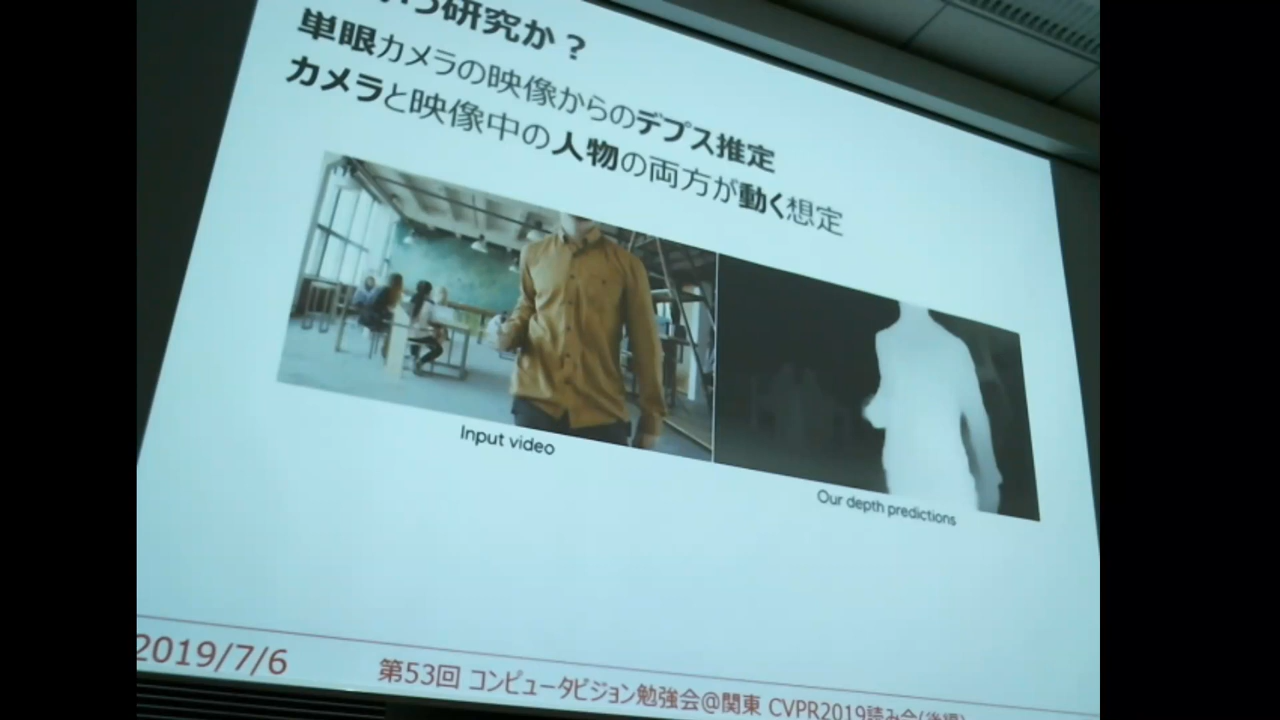 研究か？
単眼カメラの映像からのデプス推定
カメラと映像中の人物の両方が動く想定
Input video
Our depth predictions
2019/7/6
第53回 コンピュータビジョン勉強会@関東 CVPR2019読み会(後編)